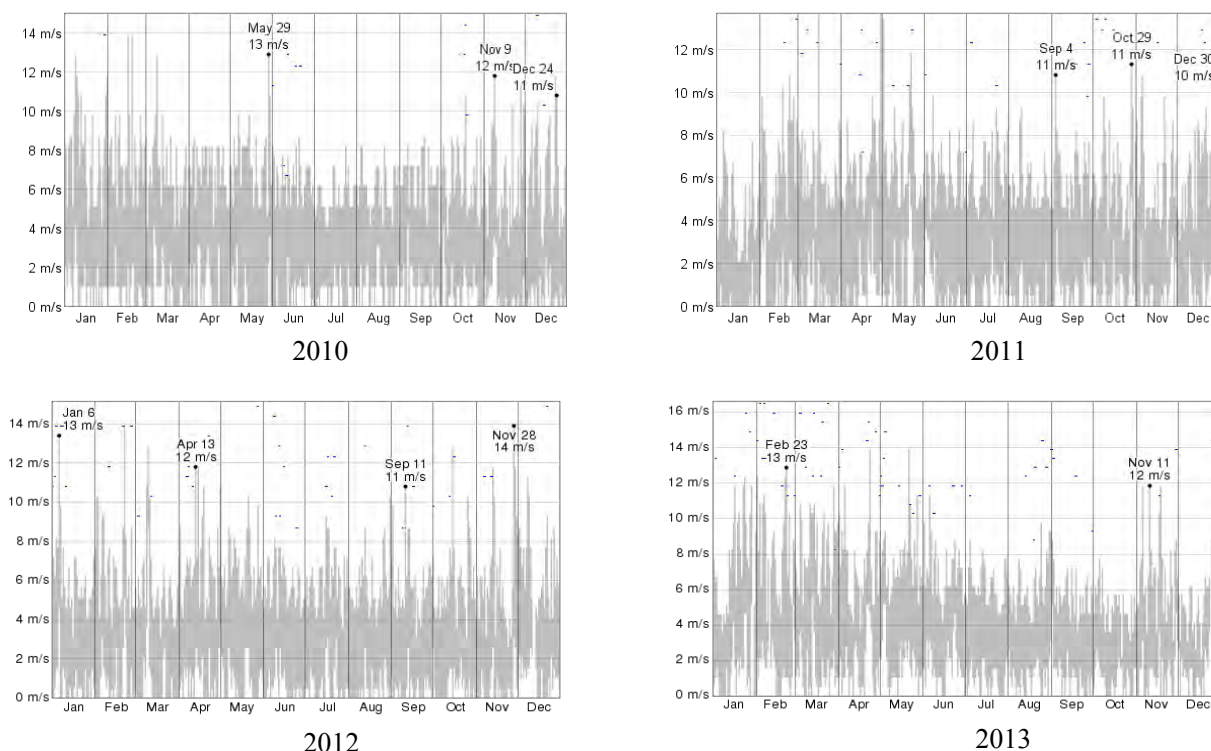 14 m/s
12 m/s
10 m/s
8 m/s
6 m/s
4 m/s
2 m/s
0 m/s
May 29
13 m/s
Nov 9
12 m/s
Dec 24
11 m/s
Jan Feb Mar Apr May Jun Jul Aug Sep Oct Nov Dec
2010
12 m/s
10 m/s
8 m/s
6 m/s
4 m/s
2 m/s
0 m/s
Sep 4
11 m/s
Oct 29
11 m/s
Dec 30
10 m/s
Jan Feb Mar Apr May Jun Jul Aug Sep Oct Nov Dec
2011
14 m/s
12 m/s
10 m/s
8 m/s
6 m/s
4 m/s
2 m/s
0 m/s
Jan 6
13 m/s
Apr 13
12 m/s
Sep 11
11 m/s
Nov 28
14 m/s
Jan Feb Mar Apr May Jun Jul Aug Sep Oct Nov Dec
2012
16 m/s
14 m/s
12 m/s
10 m/s
8 m/s
6 m/s
4 m/s
2 m/s
0 m/s
Feb 23
13 m/s
Nov 11
12 m/s
Jan Feb Mar Apr May Jun Jul Aug Sep Oct Nov Dec
2013